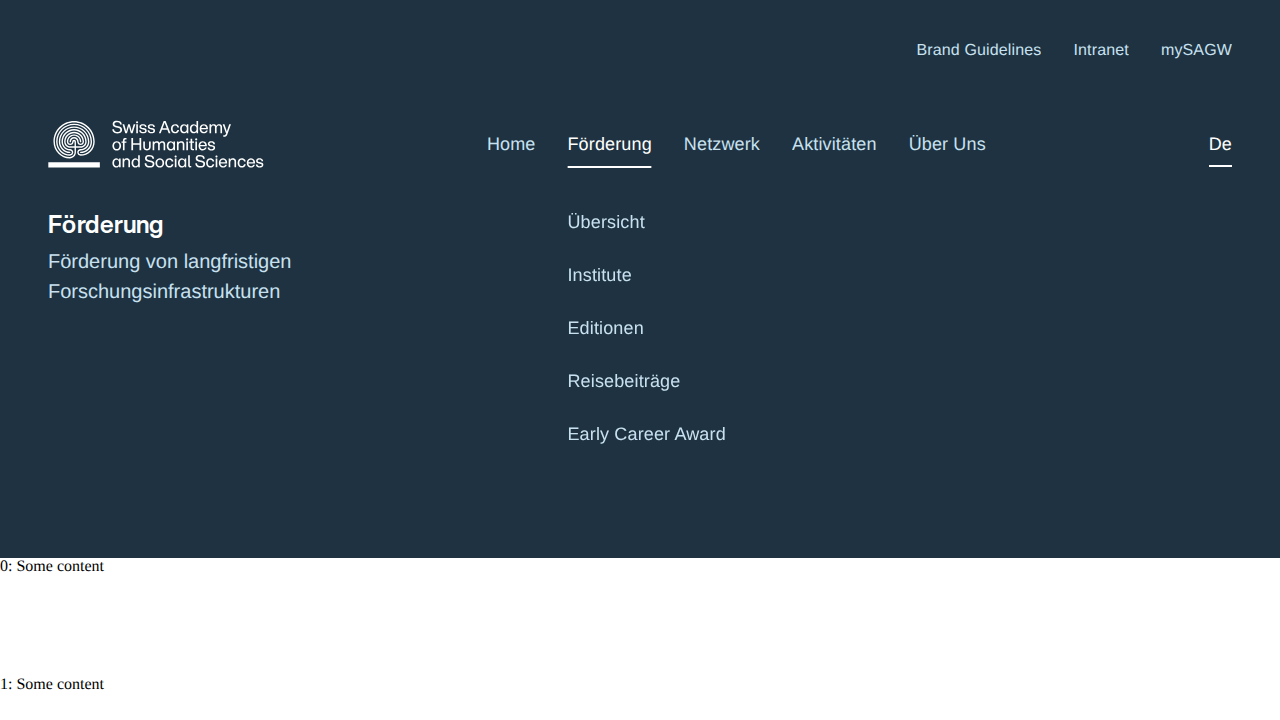 Brand Guidelines Intranet mySAGW
Swiss Academy
of Humanities
and Social Sciences
Home Förderung Netzwerk Aktivitäten Über Uns De
Förderung
Förderung von langfristigen
Forschungsinfrastrukturen
Übersicht
Institute
Editionen
Reisebeiträge
Early Career Award
0: Some content
1: Some content